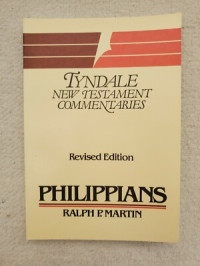 TYNDALE
NEW TESTAMENT
COMMENTARIES
Revised Edition
PHILIPPIANS
RALPH P. MARTIN